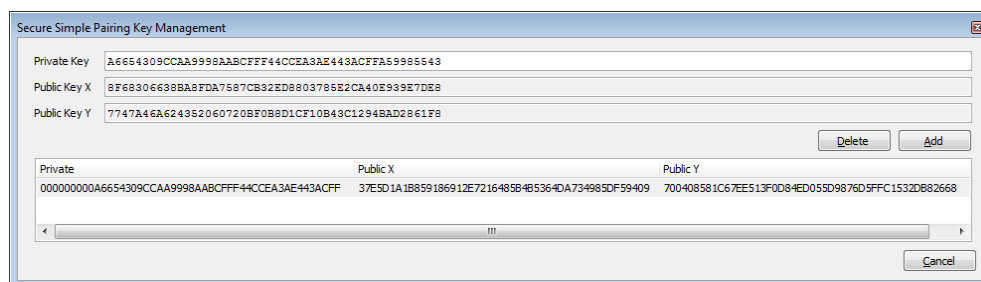 Secure Simple Pairing Key Management
Private Key A6654309CCAA9998AABCFFF44CCEA3AE443ACFFA59985543
Public Key X 8F68306638BA8FDA7587CB32ED8803785E2CA40E939E7DE8
Public Key Y 7747A46A624352060720BF0B8D1CF10B43C1294BAD2861F8
Delete Add
Private Public X Public Y
000000000A6654309CCAA9998AABCFFF44CCEA3AE443ACFF 37E5D1A1B859186912E7216485B4B5364DA734985DF59409 700408581C67EE513F0D84ED055D9876D5FFC1532DB82668
Cancel